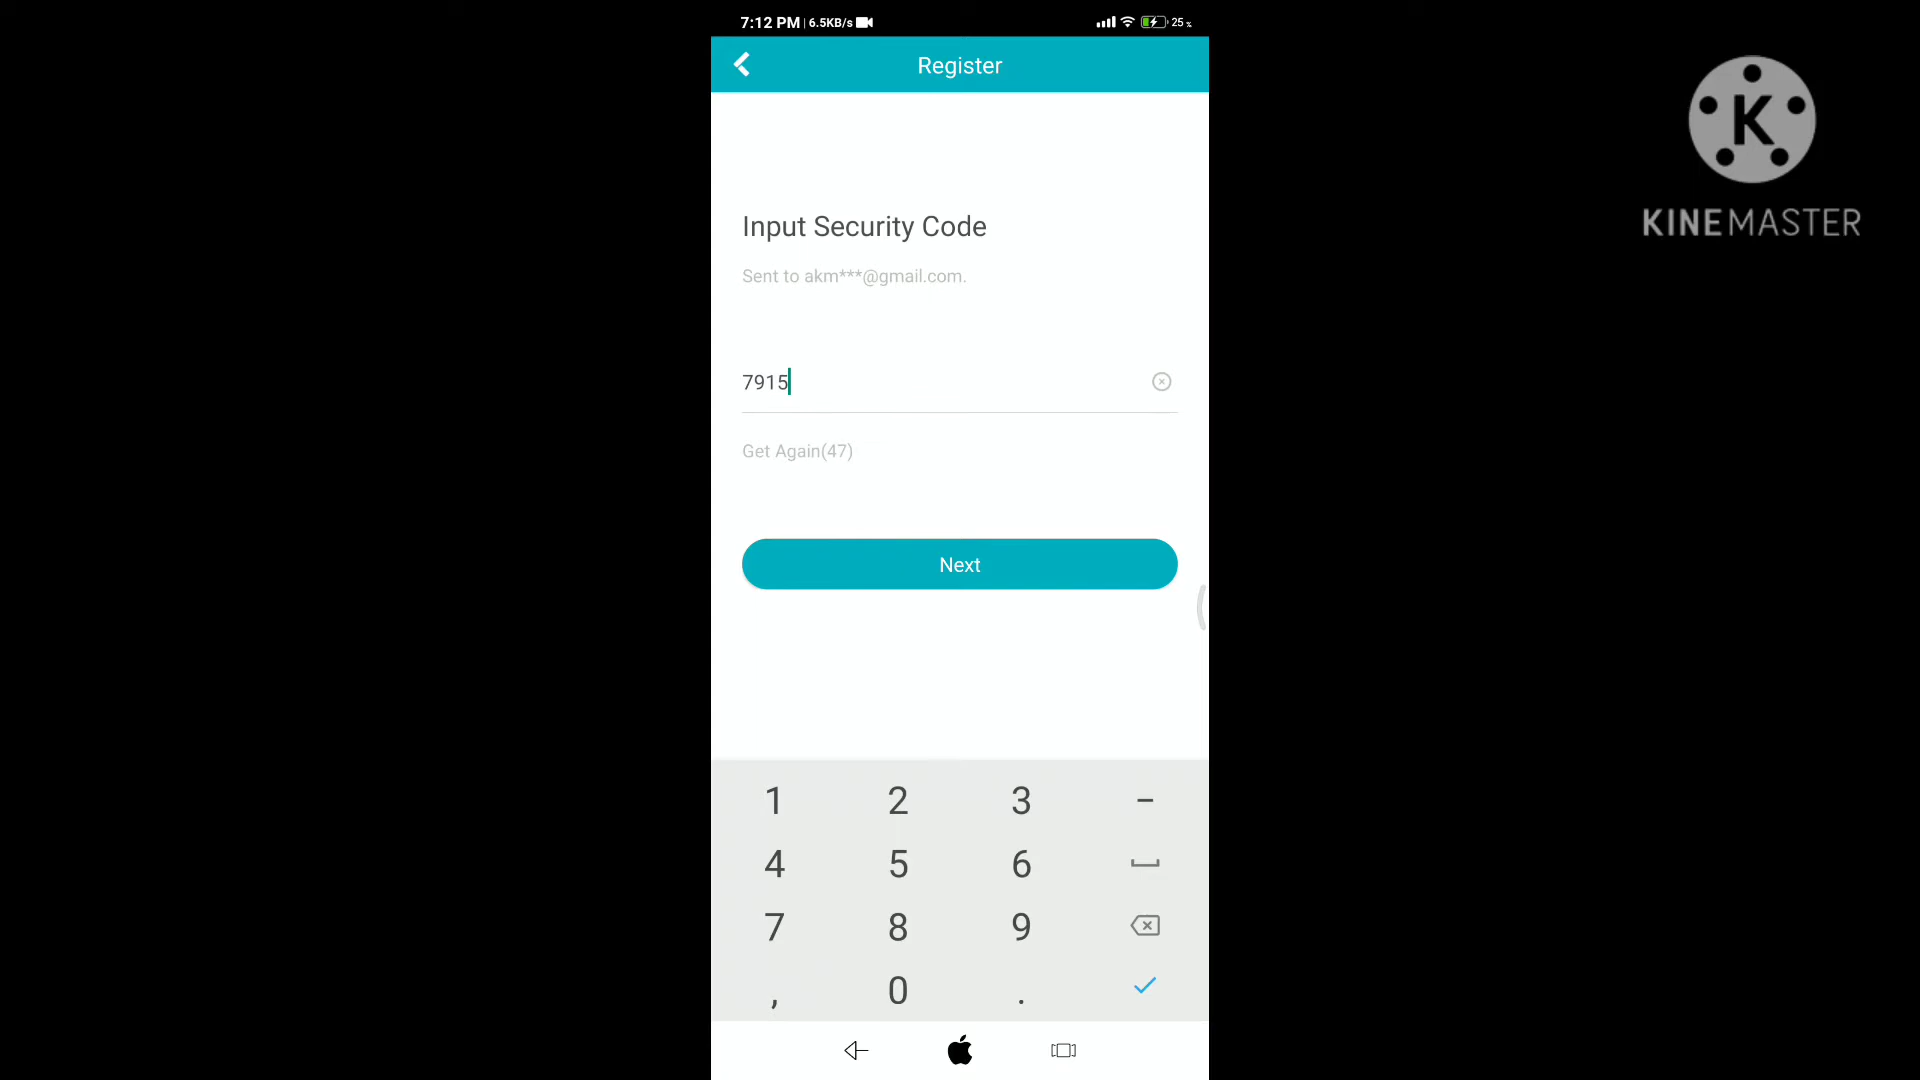 7:12 PM | 6.5KB/s 25%
Register
K
KINEMASTER
Input Security Code
Sent to akm***@gmail.com.
7915
Get Again(47)
Next
1 2 3 -
4 5 6
7 8 9
, 0 .